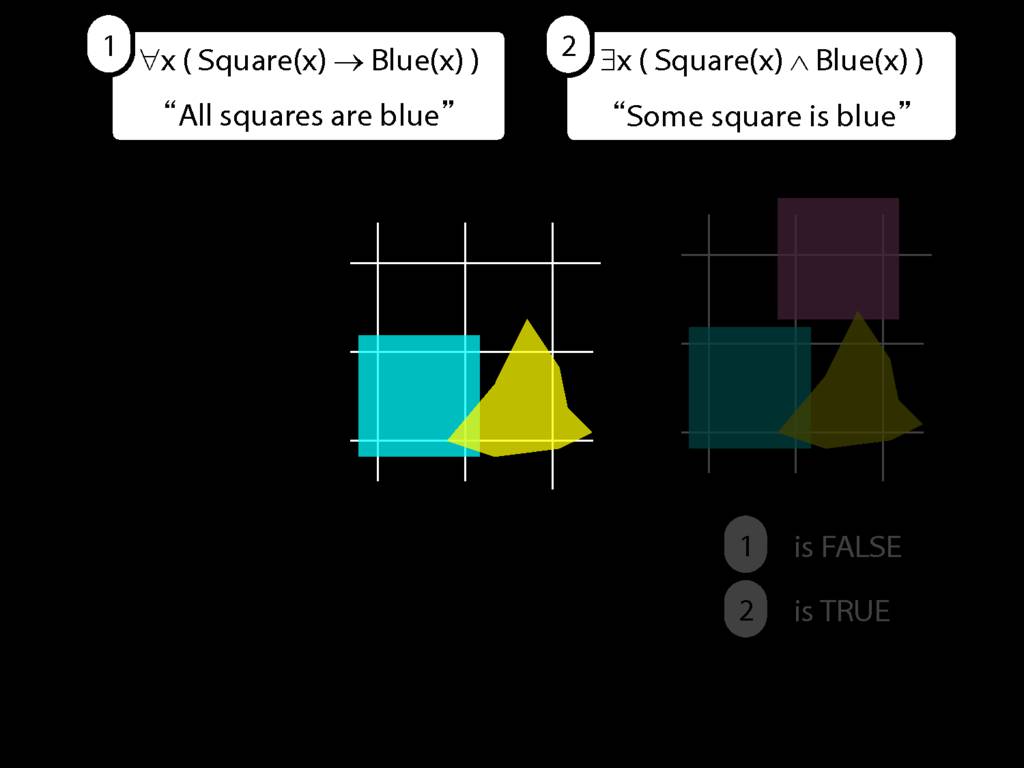 1 ∀x ( Square(x) → Blue(x) )
“All squares are blue”
2 ∃x ( Square(x) ∧ Blue(x) )
“Some square is blue”
1 is FALSE
2 is TRUE